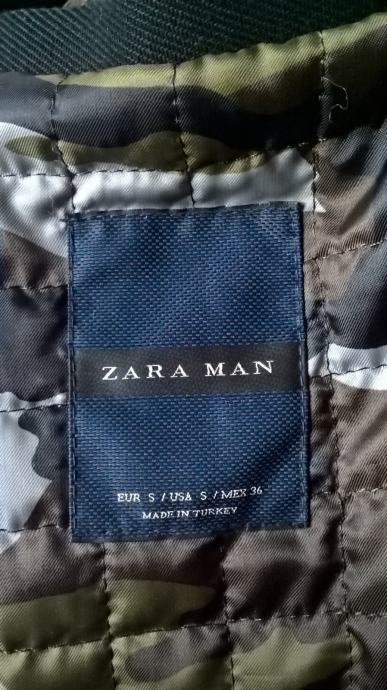 ZARA MAN
EUR S / USA S / MEX 36
MADE IN TURKEY